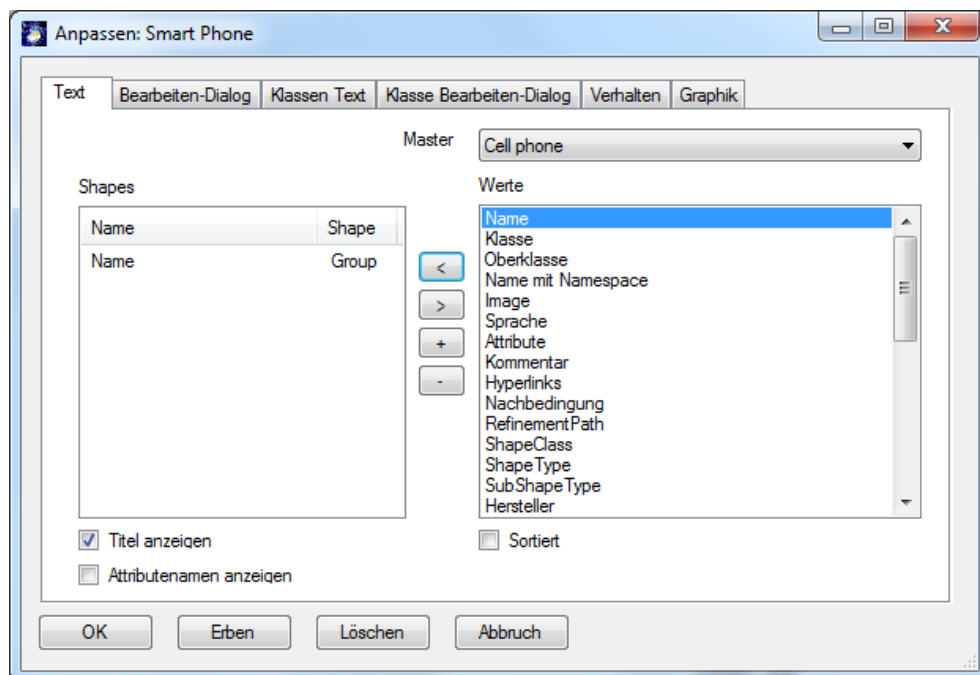 Anpassen: Smart Phone
Text Bearbeiten-Dialog Klassen Text Klasse Bearbeiten-Dialog Verhalten Graphik
Master Cell phone
Shapes
Name Shape
Name Group
<
>
+
-
Werte
Name
Klasse
Oberklasse
Name mit Namespace
Image
Sprache
Attribute
Kommentar
Hyperlinks
Nachbedingung
RefinementPath
ShapeClass
ShapeType
SubShapeType
Hersteller
Titel anzeigen
Sortiert
Attributenamen anzeigen
OK Erben Löschen Abbruch